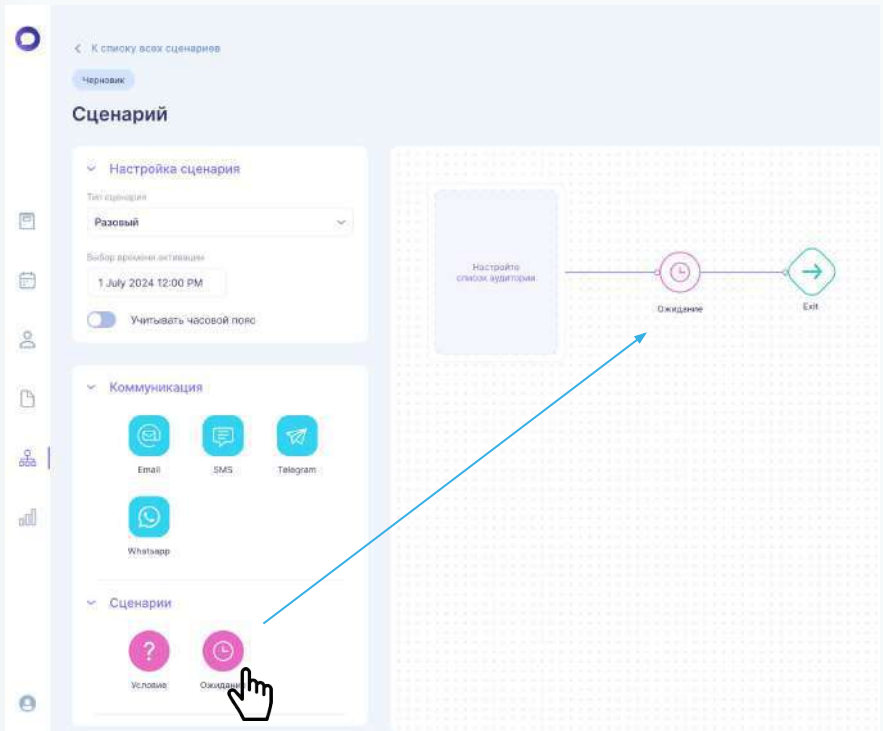 К списку всех сценариев
Черновик
Сценарий
Настройка сценария
Тип сценария
Разовый
Выбор времени активации
1 July 2024 12:00 PM
Учитывать часовой пояс
Коммуникация
Email
SMS
Telegram
Whatsapp
Сценарии
Условие
Настройте
список аудитории
Ожидание
Exit